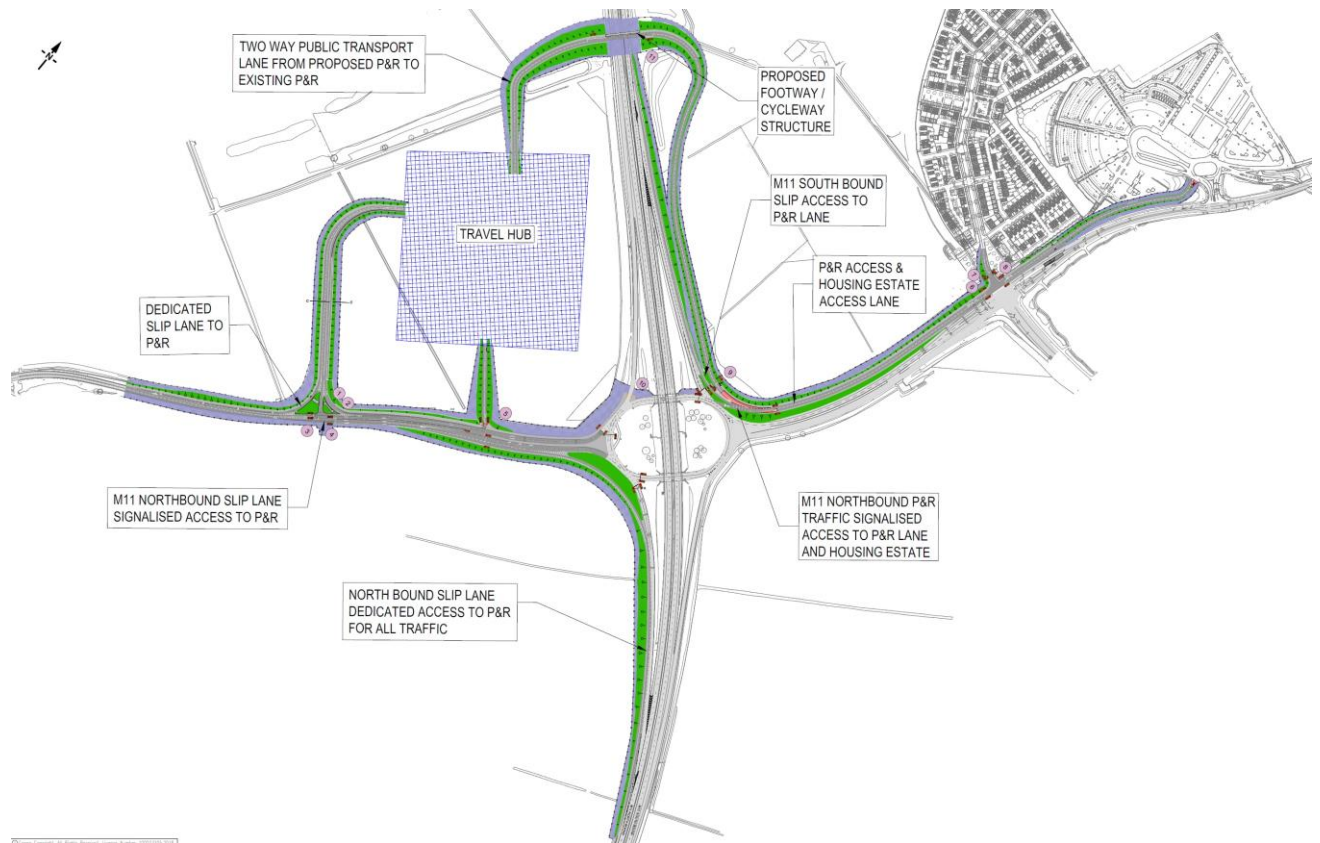 TWO WAY PUBLIC TRANSPORT
LANE FROM PROPOSED P&R TO
EXISTING P&R
PROPOSED
FOOTWAY /
CYCLEWAY
STRUCTURE
M11 SOUTH BOUND
SLIP ACCESS TO
P&R LANE
TRAVEL HUB
P&R ACCESS &
HOUSING ESTATE
ACCESS LANE
DEDICATED
SLIP LANE TO
P&R
M11 NORTHBOUND SLIP LANE
SIGNALISED ACCESS TO P&R
M11 NORTHBOUND P&R
TRAFFIC SIGNALISED
ACCESS TO P&R LANE
AND HOUSING ESTATE
NORTH BOUND SLIP LANE
DEDICATED ACCESS TO P&R
FOR ALL TRAFFIC